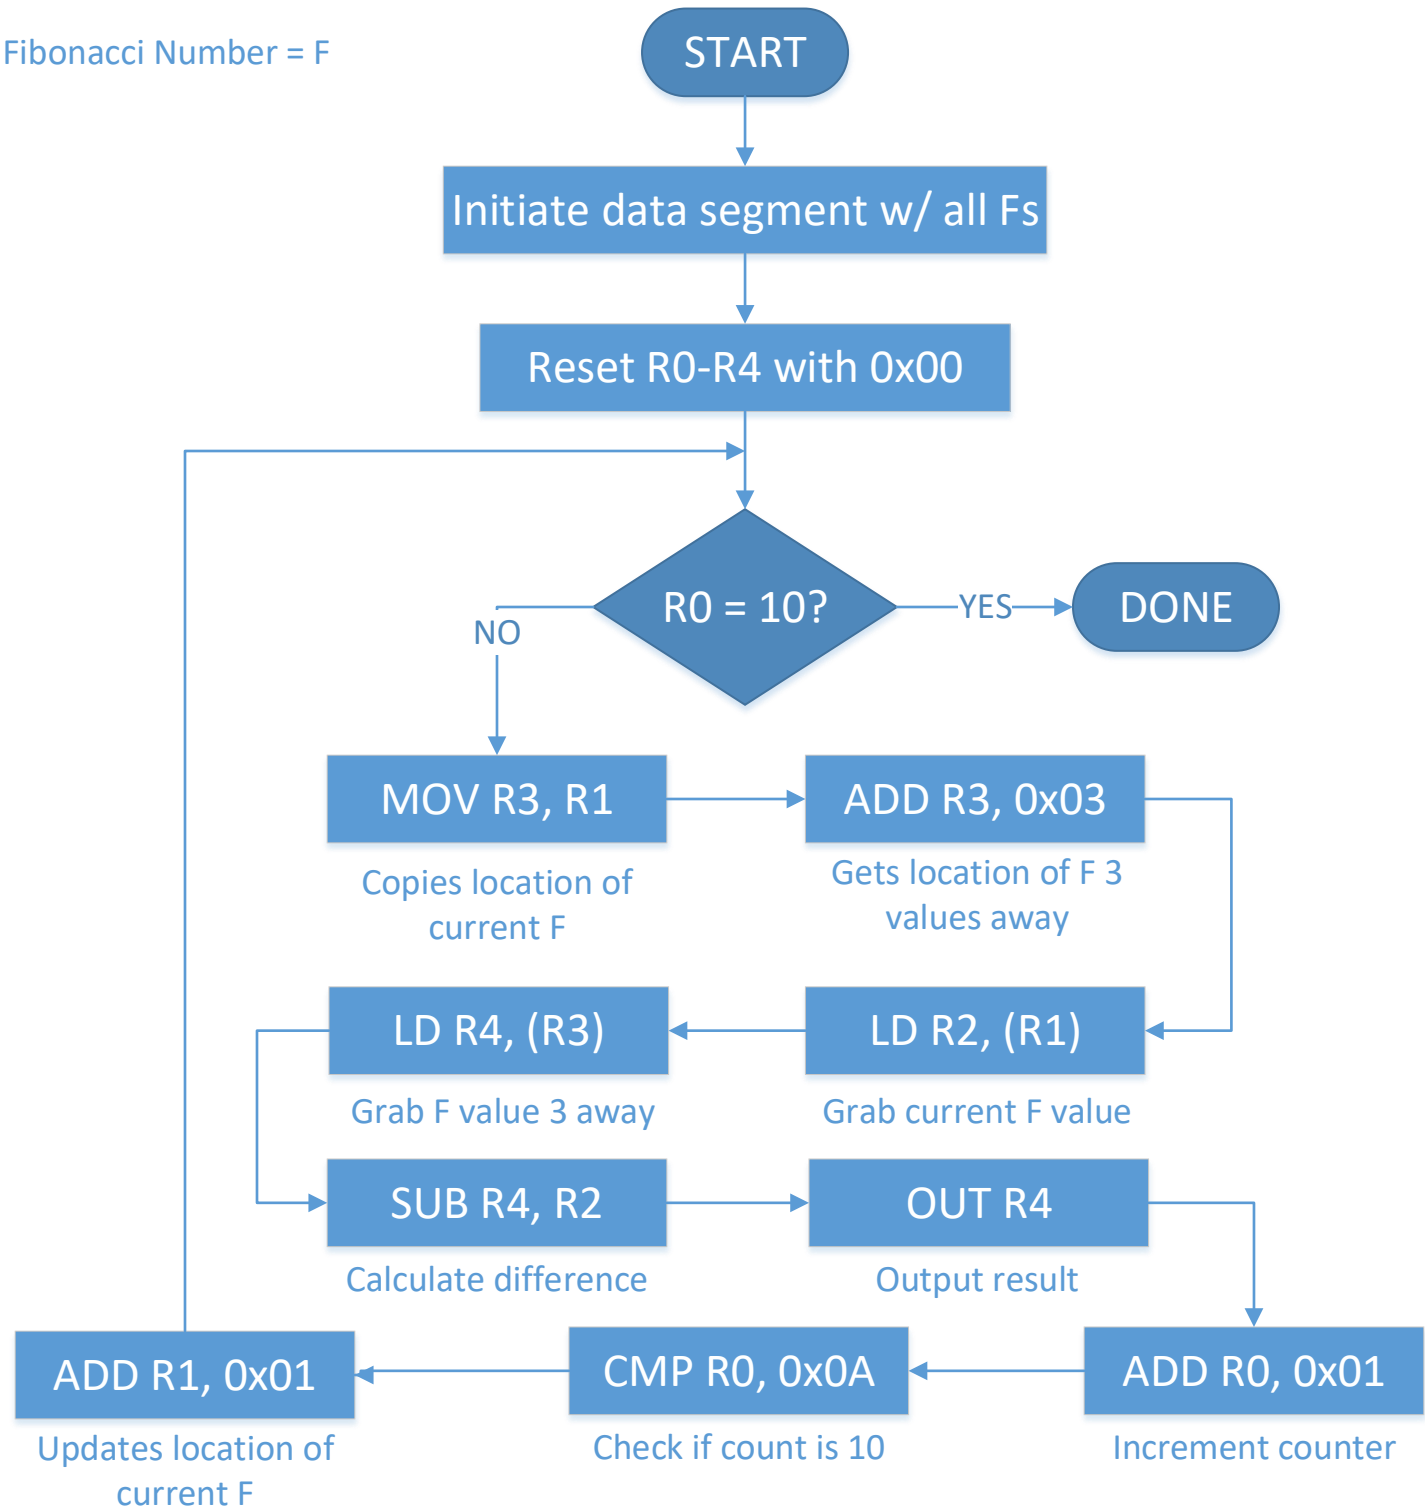 Fibonacci Number = F
START
Initiate data segment w/ all Fs
Reset R0-R4 with 0x00
R0 = 10?
YES
DONE
NO
MOV R3, R1
Copies location of
current F
ADD R3, 0x03
Gets location of F 3
values away
LD R2, (R1)
Grab current F value
LD R4, (R3)
Grab F value 3 away
SUB R4, R2
Calculate difference
OUT R4
Output result
ADD R0, 0x01
Increment counter
CMP R0, 0x0A
Check if count is 10
ADD R1, 0x01
Updates location of
current F